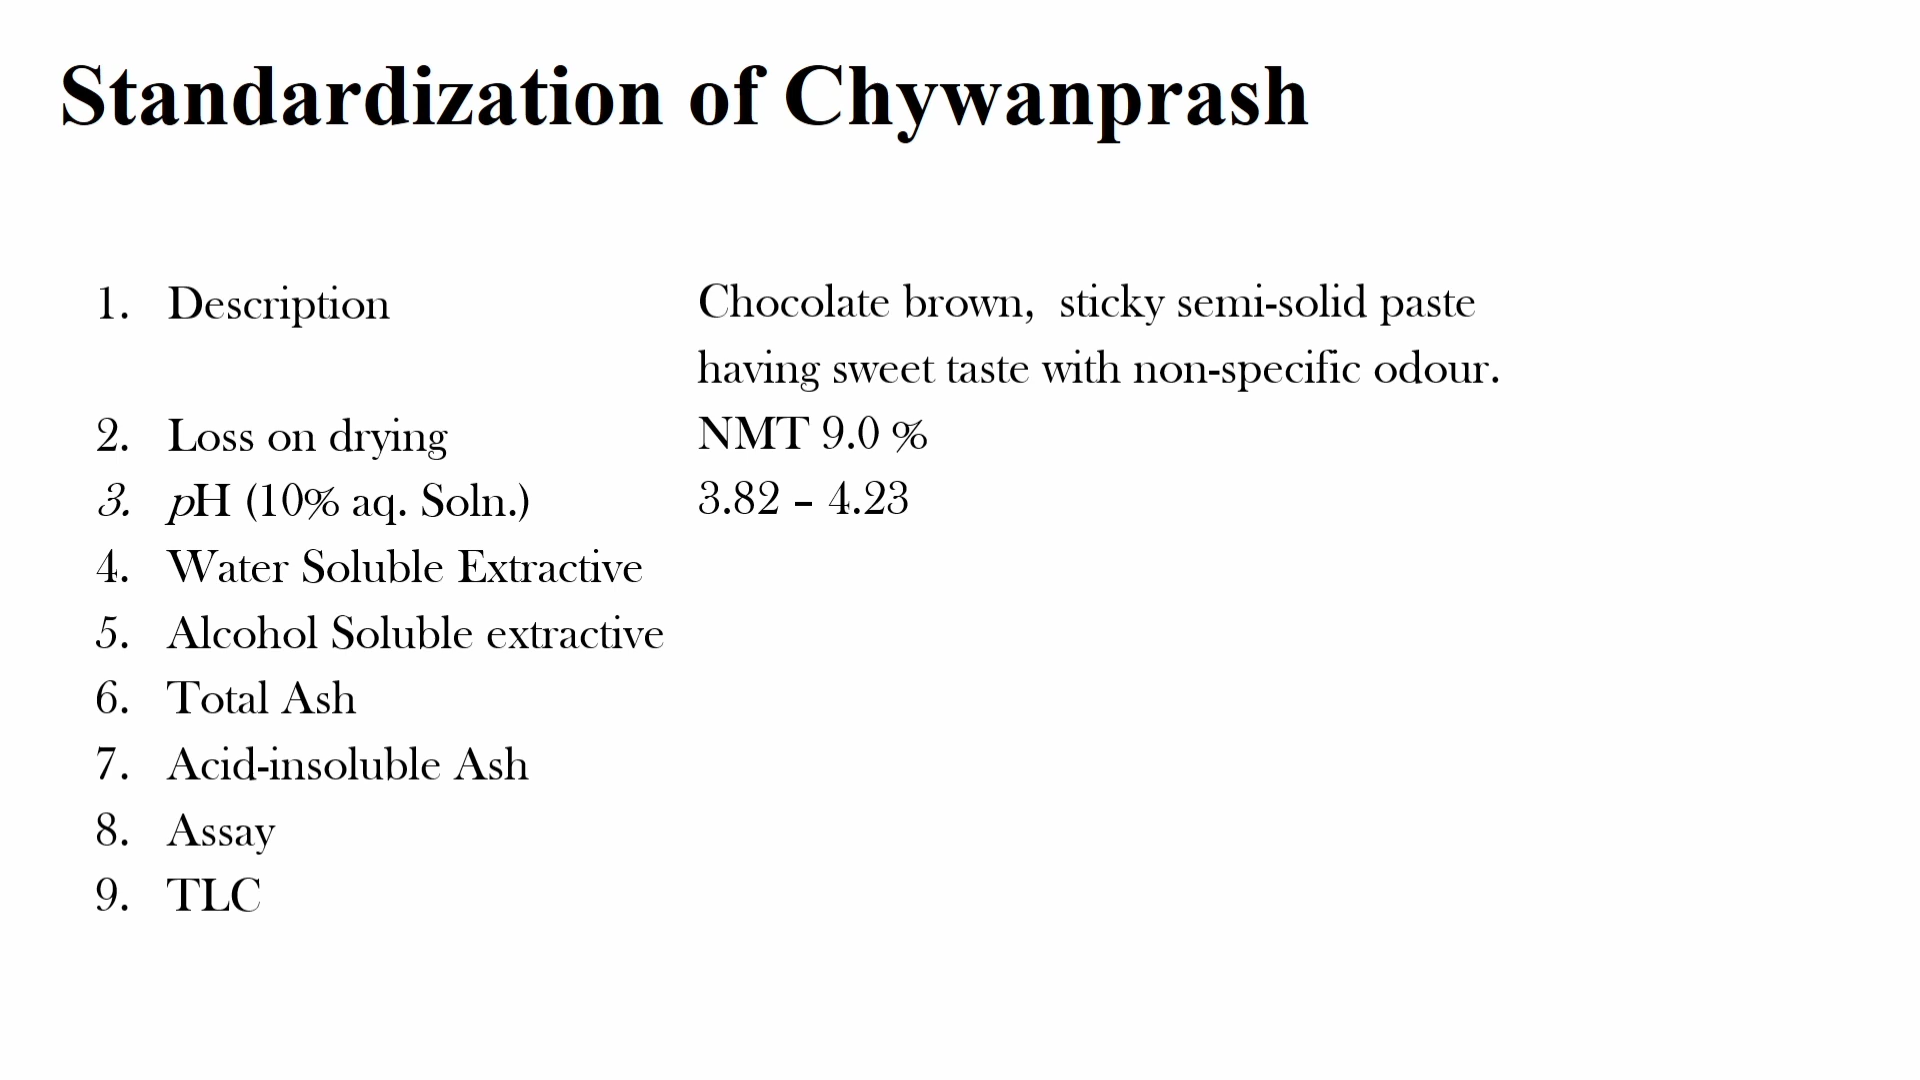 Standardization of Chywanprash
1. Description Chocolate brown, sticky semi-solid paste
having sweet taste with non-specific odour.
2. Loss on drying NMT 9.0 %
3. pH (10% aq. Soln.) 3.82 – 4.23
4. Water Soluble Extractive
5. Alcohol Soluble extractive
6. Total Ash
7. Acid-insoluble Ash
8. Assay
9. TLC